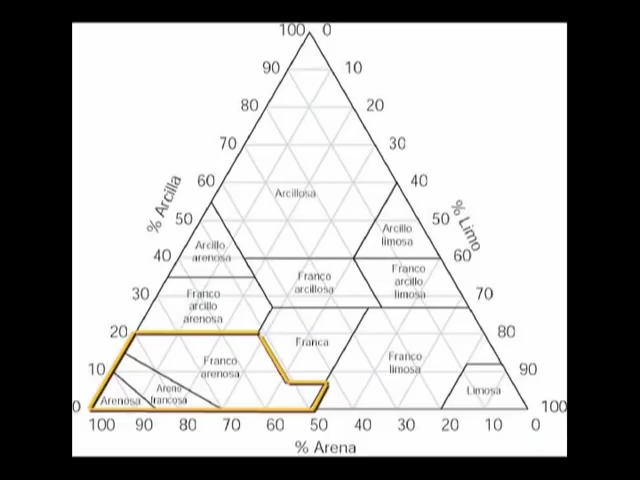 100 0
90 10
80 20
70 30
60 40
Arcillosa
% Arcilla
% Limo
50 50
Arcillo
limosa
Arcillo
arenosa
40 60
Franco
arcillosa
Franco
arcillo
limosa
30 70
Franco
arcillo
arenosa
20 80
Franca
Franco
arenosa
Franco
limosa
10 90
Limosa
Areno
francosa
Arenosa
0 100
100 90 80 70 60 50 40 30 20 10 0
% Arena